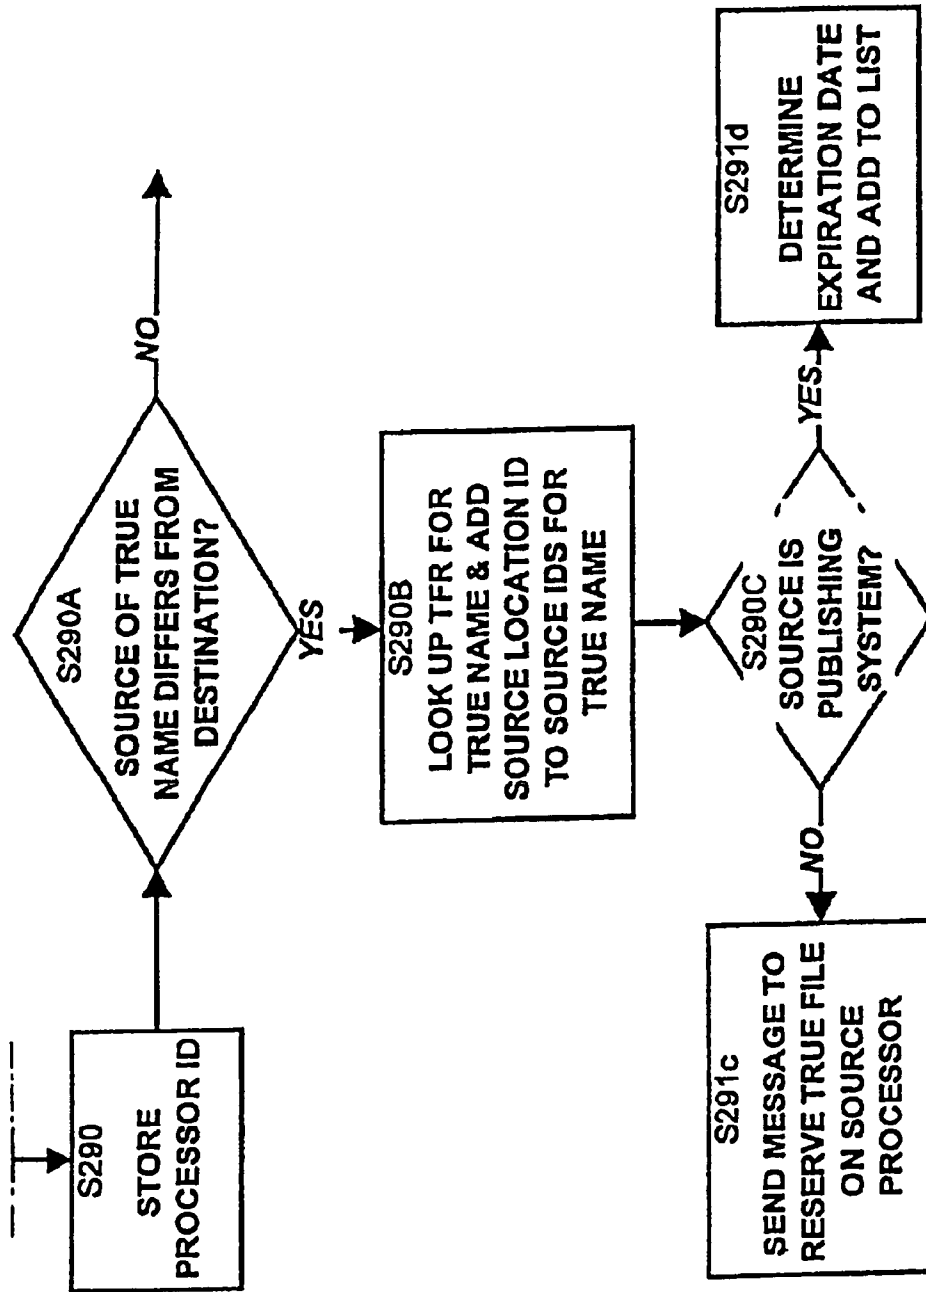 S290
STORE
PROCESSOR ID
S290A
SOURCE OF TRUE
NAME DIFFERS FROM
DESTINATION?
NO
YES
S290B
LOOK UP TFR FOR
TRUE NAME & ADD
SOURCE LOCATION ID
TO SOURCE IDS FOR
TRUE NAME
S290C
SOURCE IS
PUBLISHING
SYSTEM?
NO
YES
S291c
SEND MESSAGE TO
RESERVE TRUE FILE
ON SOURCE
PROCESSOR
S291d
DETERMINE
EXPIRATION DATE
AND ADD TO LIST